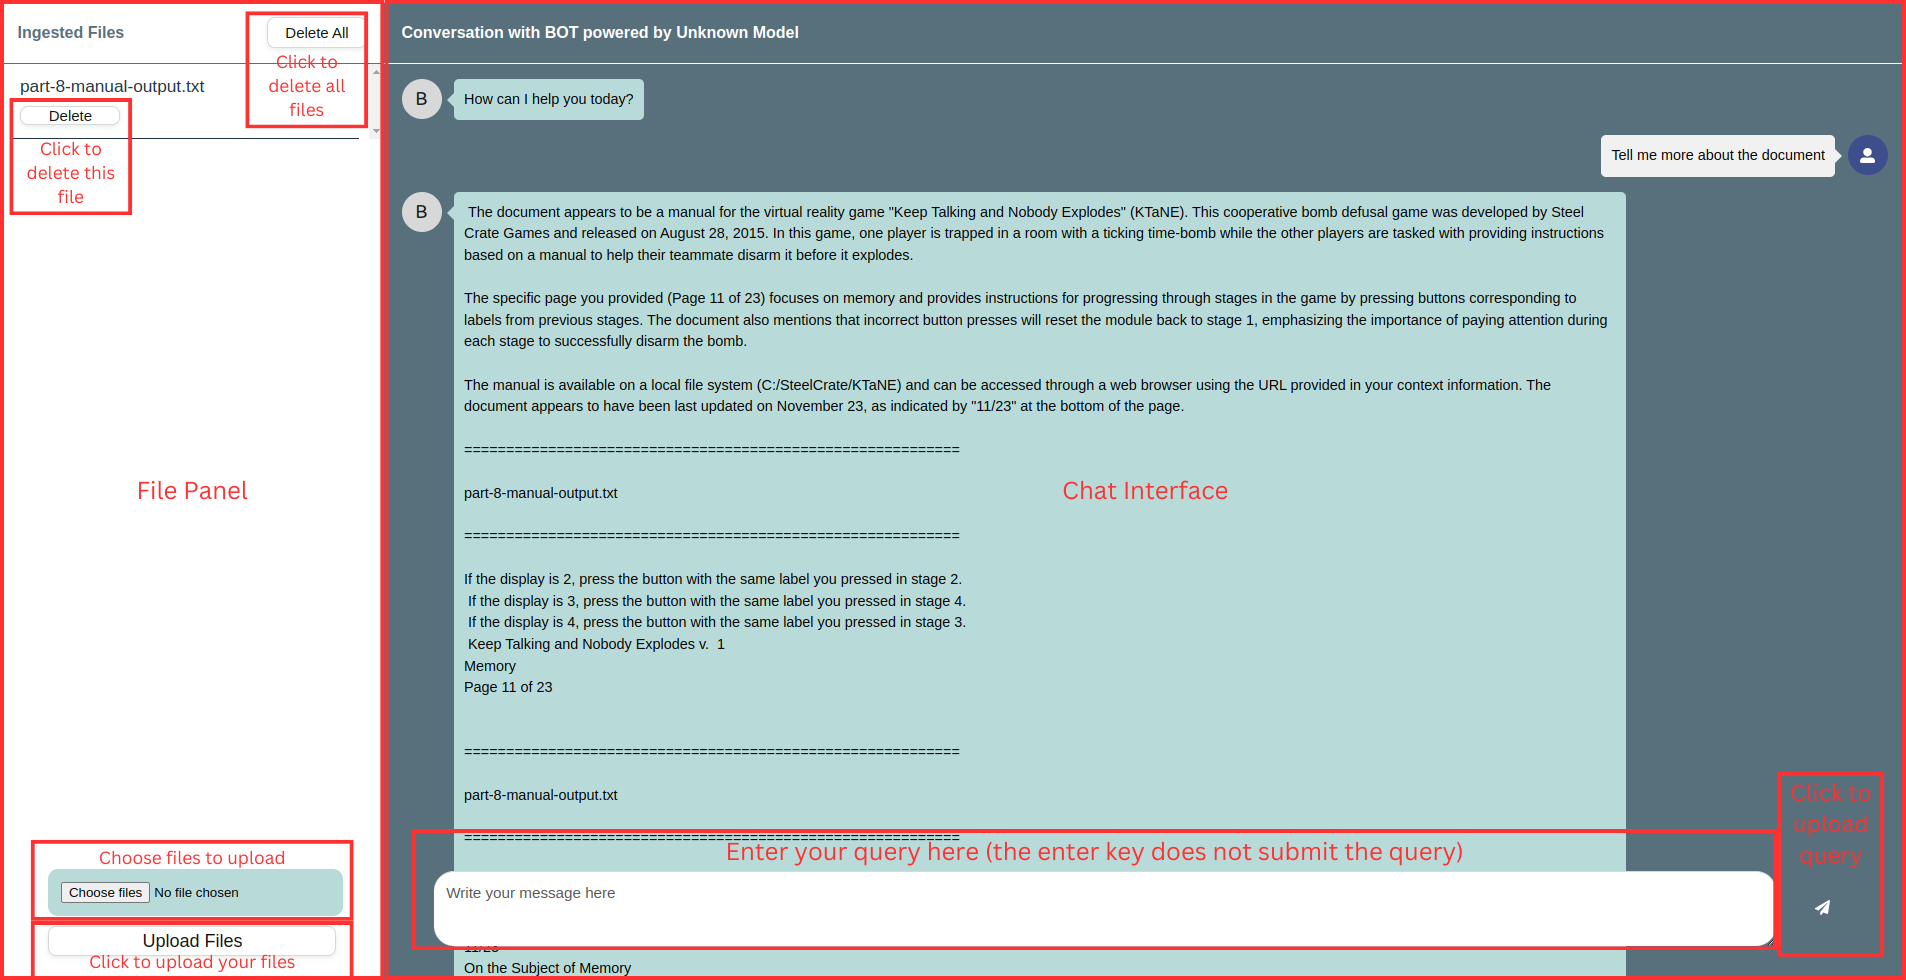 Ingested Files
Delete All
Click to
delete all
files
part-8-manual-output.txt
Delete
Click to
delete this
file
File Panel
Choose files to upload
Choose files No file chosen
Upload Files
Click to upload your files
Conversation with BOT powered by Unknown Model
B
How can I help you today?
Tell me more about the document
B
The document appears to be a manual for the virtual reality game "Keep Talking and Nobody Explodes" (KTaNE). This cooperative bomb defusal game was developed by Steel
Crate Games and released on August 28, 2015. In this game, one player is trapped in a room with a ticking time-bomb while the other players are tasked with providing instructions
based on a manual to help their teammate disarm it before it explodes.
The specific page you provided (Page 11 of 23) focuses on memory and provides instructions for progressing through stages in the game by pressing buttons corresponding to
labels from previous stages. The document also mentions that incorrect button presses will reset the module back to stage 1, emphasizing the importance of paying attention during
each stage to successfully disarm the bomb.
The manual is available on a local file system (C:/SteelCrate/KTaNE) and can be accessed through a web browser using the URL provided in your context information. The
document appears to have been last updated on November 23, as indicated by "11/23" at the bottom of the page.
===========================================================
part-8-manual-output.txt
Chat Interface
===========================================================
If the display is 2, press the button with the same label you pressed in stage 2.
If the display is 3, press the button with the same label you pressed in stage 4.
If the display is 4, press the button with the same label you pressed in stage 3.
Keep Talking and Nobody Explodes v. 1
Memory
Page 11 of 23
===========================================================
part-8-manual-output.txt
===========================================================
Enter your query here (the enter key does not submit the query)
Click to
upload
query
Write your message here
11/23
On the Subject of Memory